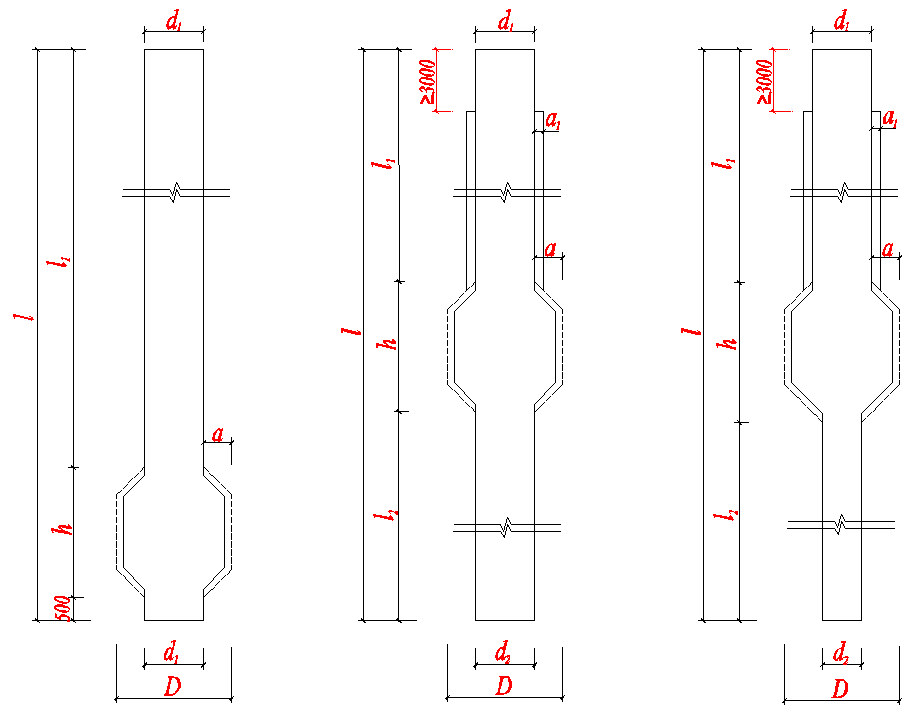 d₁
l
l₁
a
h
500
d₁
D
d₁
≥3000
a₁
l₁
a
l
h
l₂
d₂
D
d₁
≥3000
a₁
l₁
a
l
h
l₂
d₂
D